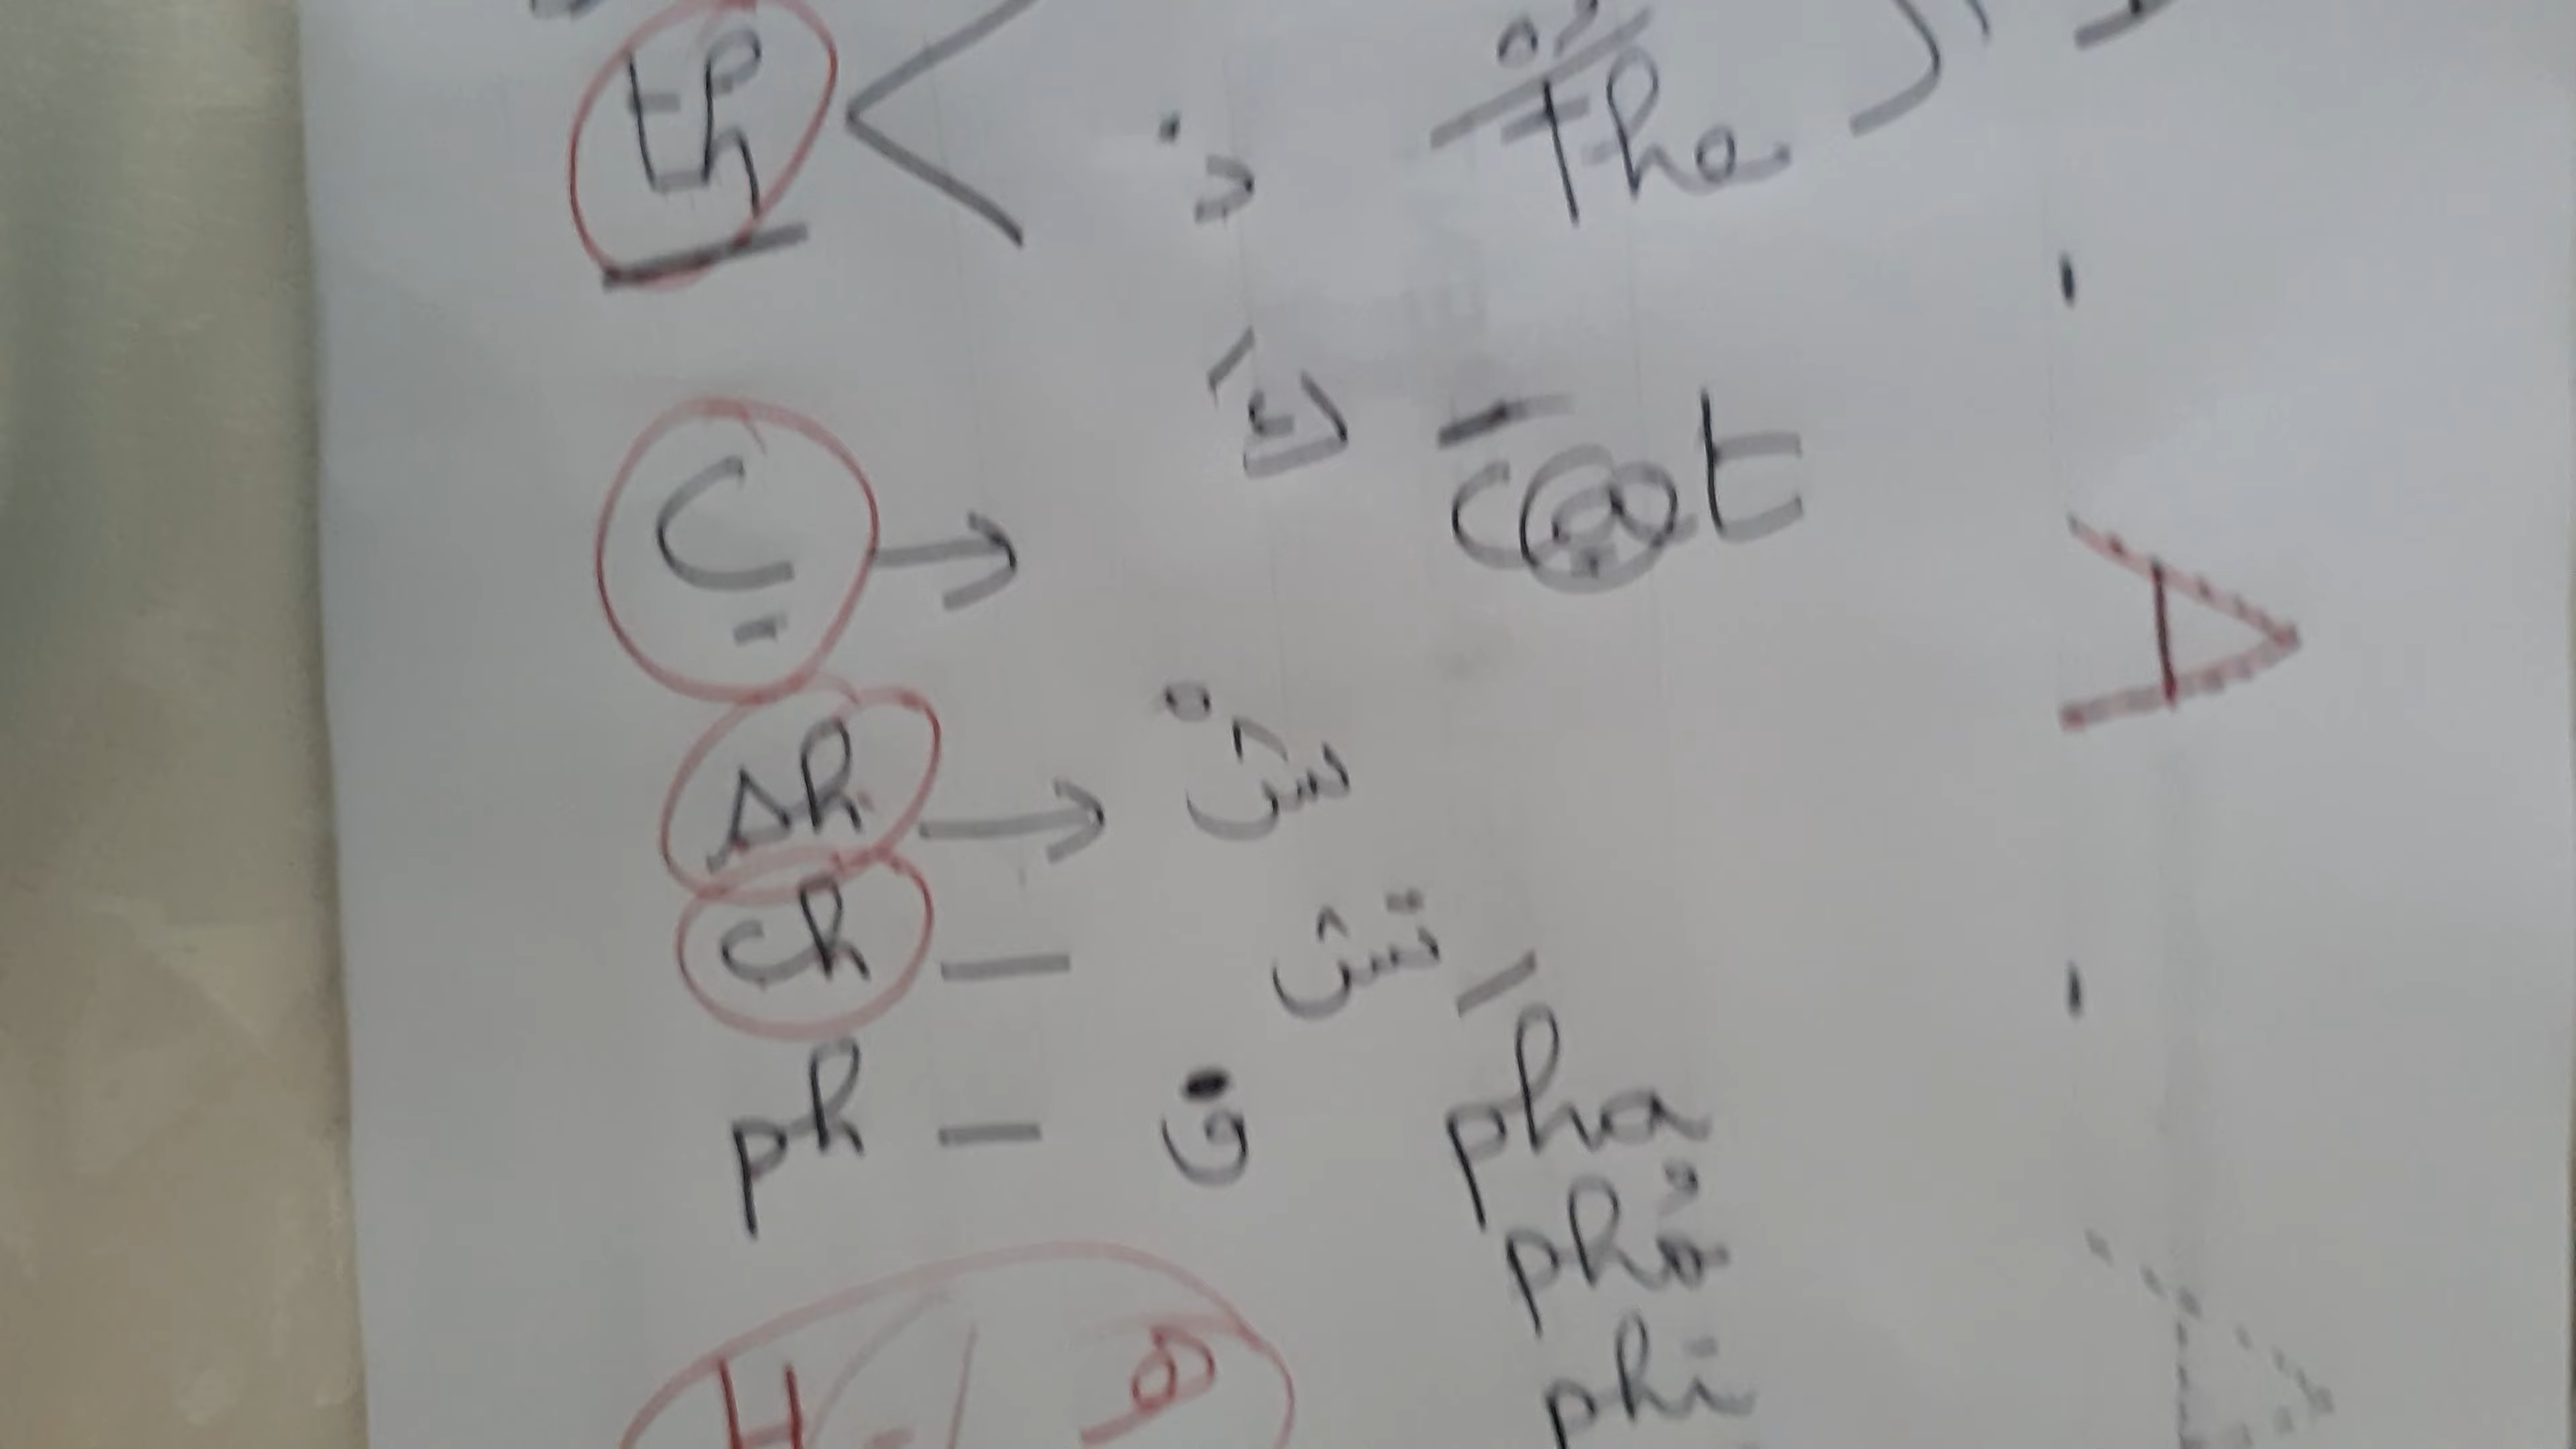 th < ذ The
c → كَ cat
sh → شْ
ch — تش
ph — ف pha
pho
phi
H
A